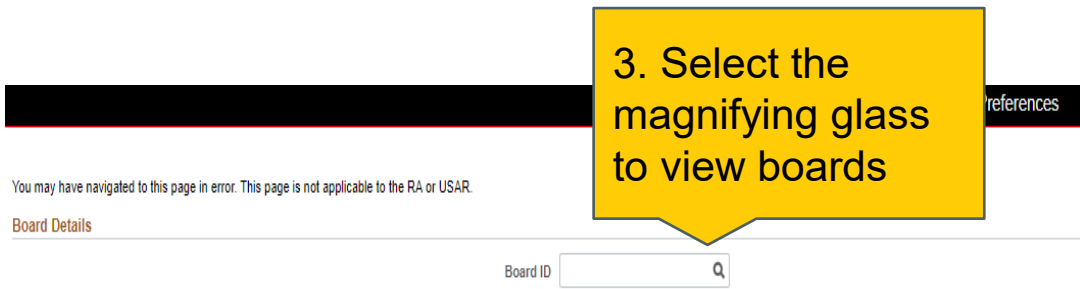 3. Select the
magnifying glass
to view boards
You may have navigated to this page in error. This page is not applicable to the RA or USAR.
Board Details
Board ID